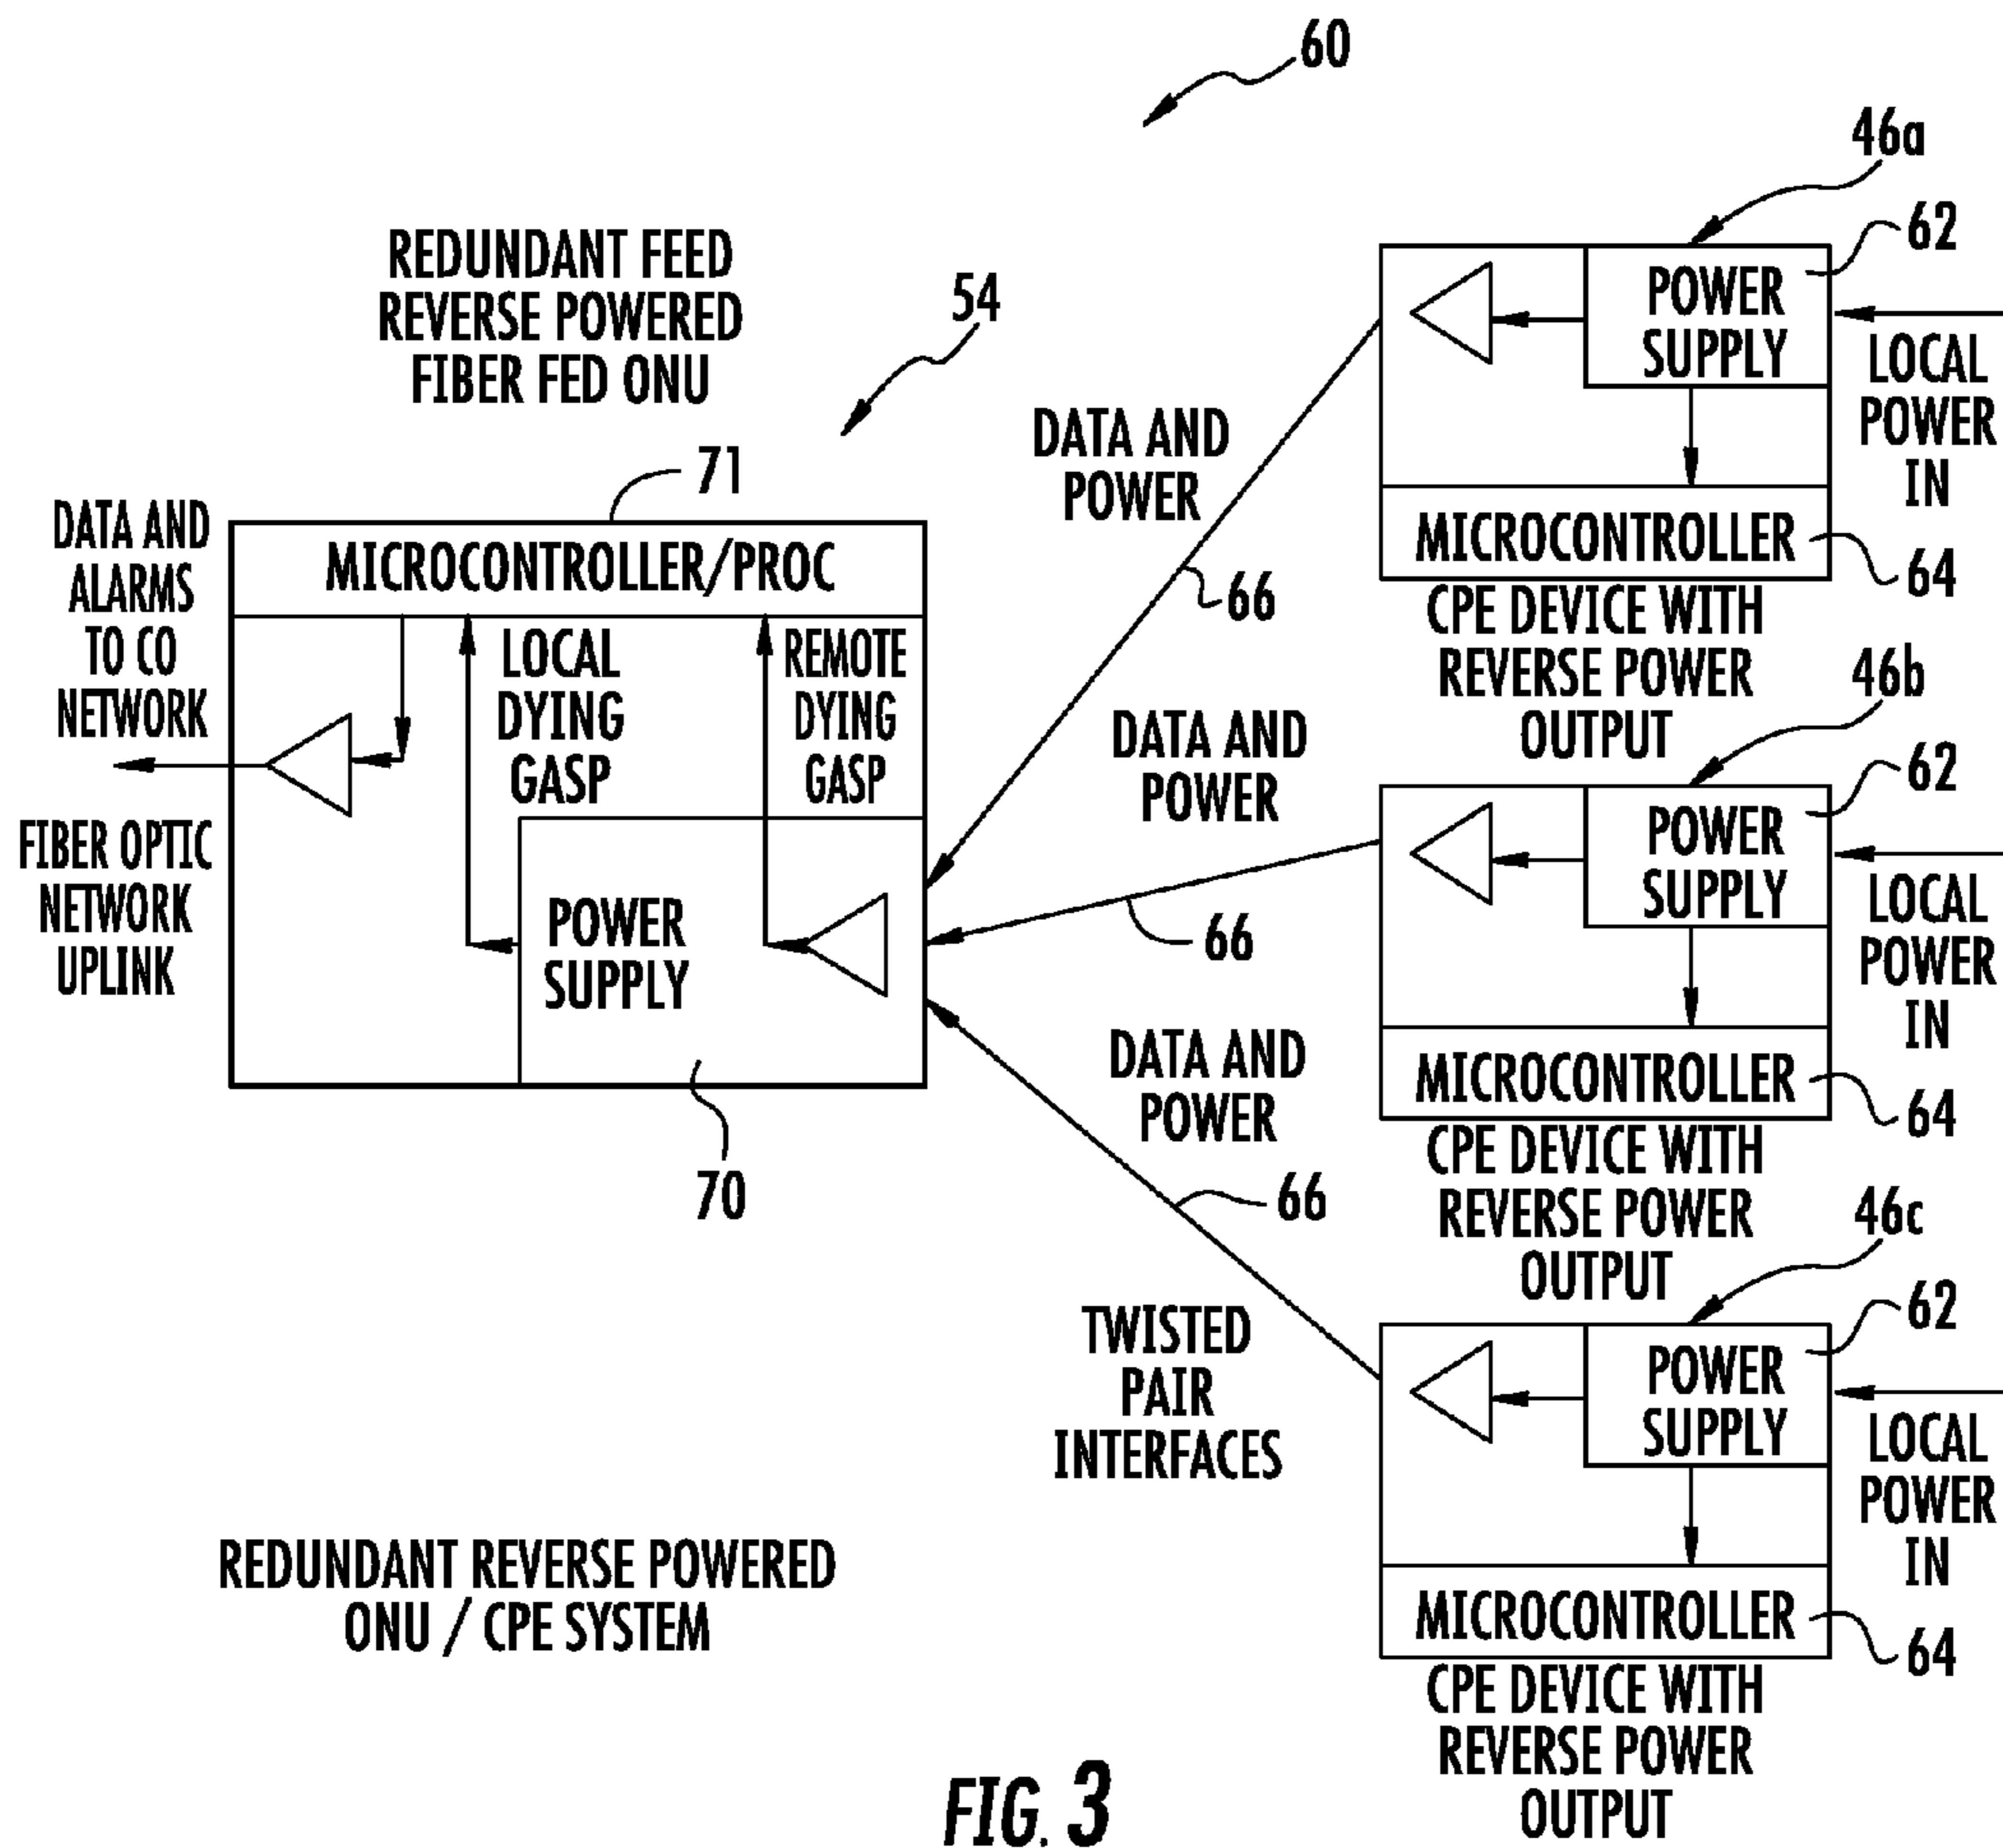 60
46a
62
POWER
SUPPLY
LOCAL
POWER
IN
MICROCONTROLLER
64
CPE DEVICE WITH
REVERSE POWER
OUTPUT
REDUNDANT FEED
REVERSE POWERED
FIBER FED ONU
54
71
DATA AND
ALARMS
TO CO
NETWORK
FIBER OPTIC
NETWORK
UPLINK
MICROCONTROLLER/PROC
LOCAL
DYING
GASP
REMOTE
DYING
GASP
POWER
SUPPLY
70
DATA AND
POWER
66
DATA AND
POWER
66
DATA AND
POWER
66
TWISTED
PAIR
INTERFACES
46b
62
POWER
SUPPLY
LOCAL
POWER
IN
MICROCONTROLLER
64
CPE DEVICE WITH
REVERSE POWER
OUTPUT
46c
62
POWER
SUPPLY
LOCAL
POWER
IN
MICROCONTROLLER
64
CPE DEVICE WITH
REVERSE POWER
OUTPUT
REDUNDANT REVERSE POWERED
ONU / CPE SYSTEM
FIG. 3